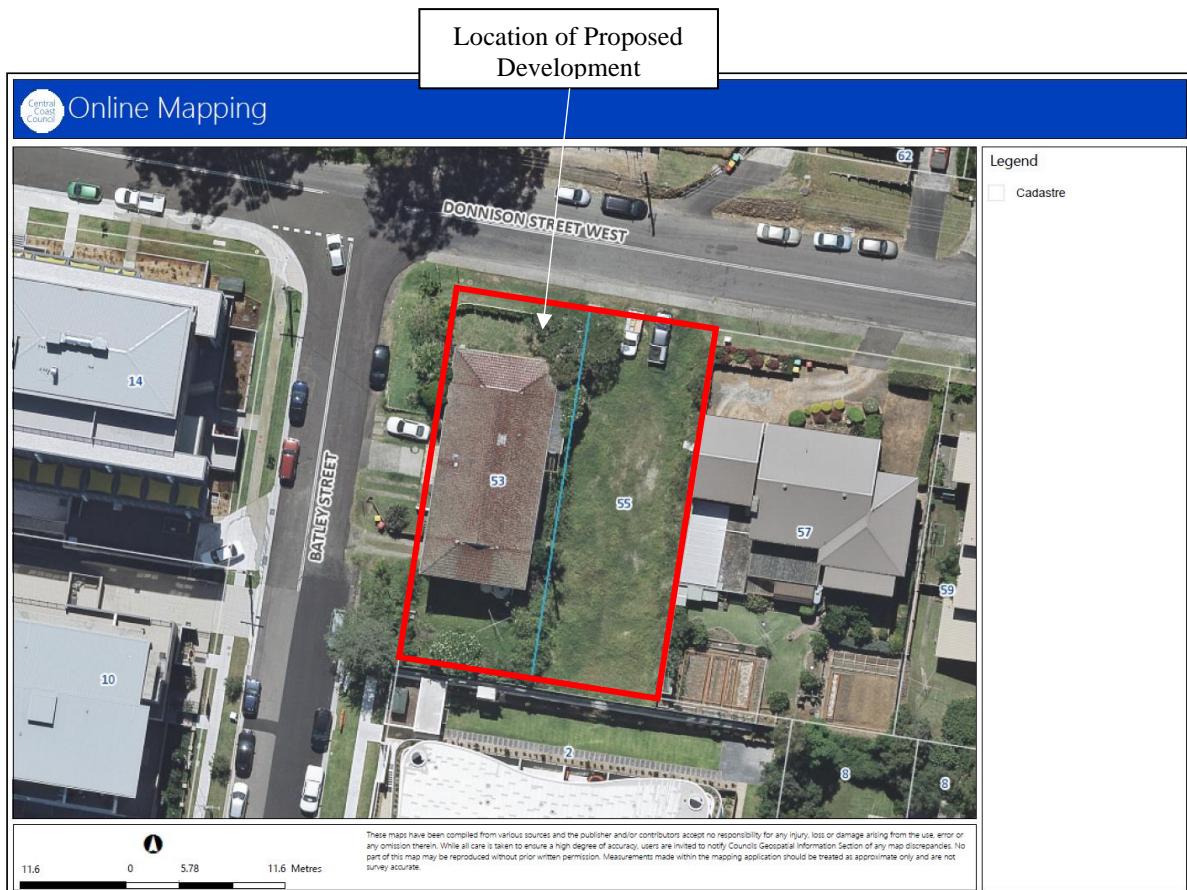 Location of Proposed
Development
Central
Coast
Council
Online Mapping
Legend
Cadastre
62
DONNISON STREET WEST
14
BATLEY STREET
53
55
57
59
10
2
8
8
11.6
0
5.78
11.6 Metres
These maps have been compiled from various sources and the publisher and/or contributors accept no responsibility for any injury, loss or damage arising from the use, error or
any omission therein. While all care is taken to ensure a high degree of accuracy, users are invited to notify Councils Geospatial Information Section of any map discrepancies. No
part of this map may be reproduced without prior written permission. Measurements made within the mapping application should be treated as approximate only and are not
survey accurate.